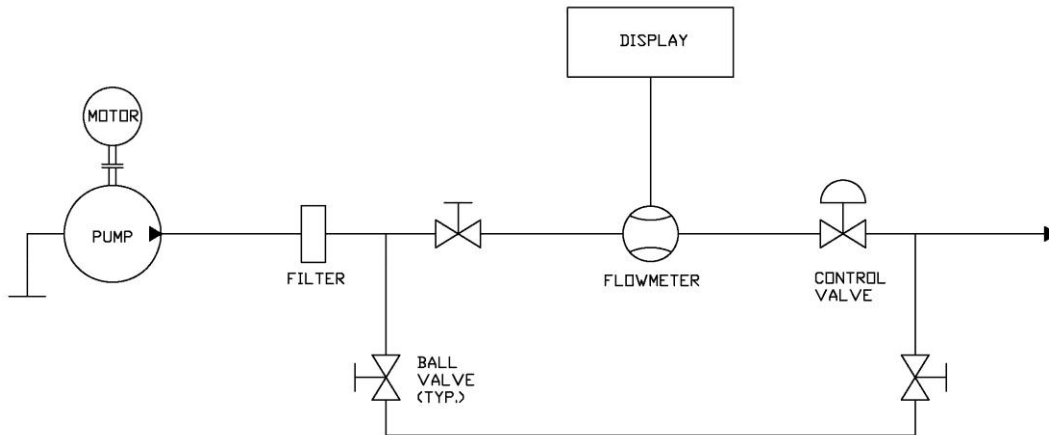 DISPLAY
MOTOR
PUMP
FILTER
FLOWMETER
CONTROL
VALVE
BALL
VALVE
(TYP.)